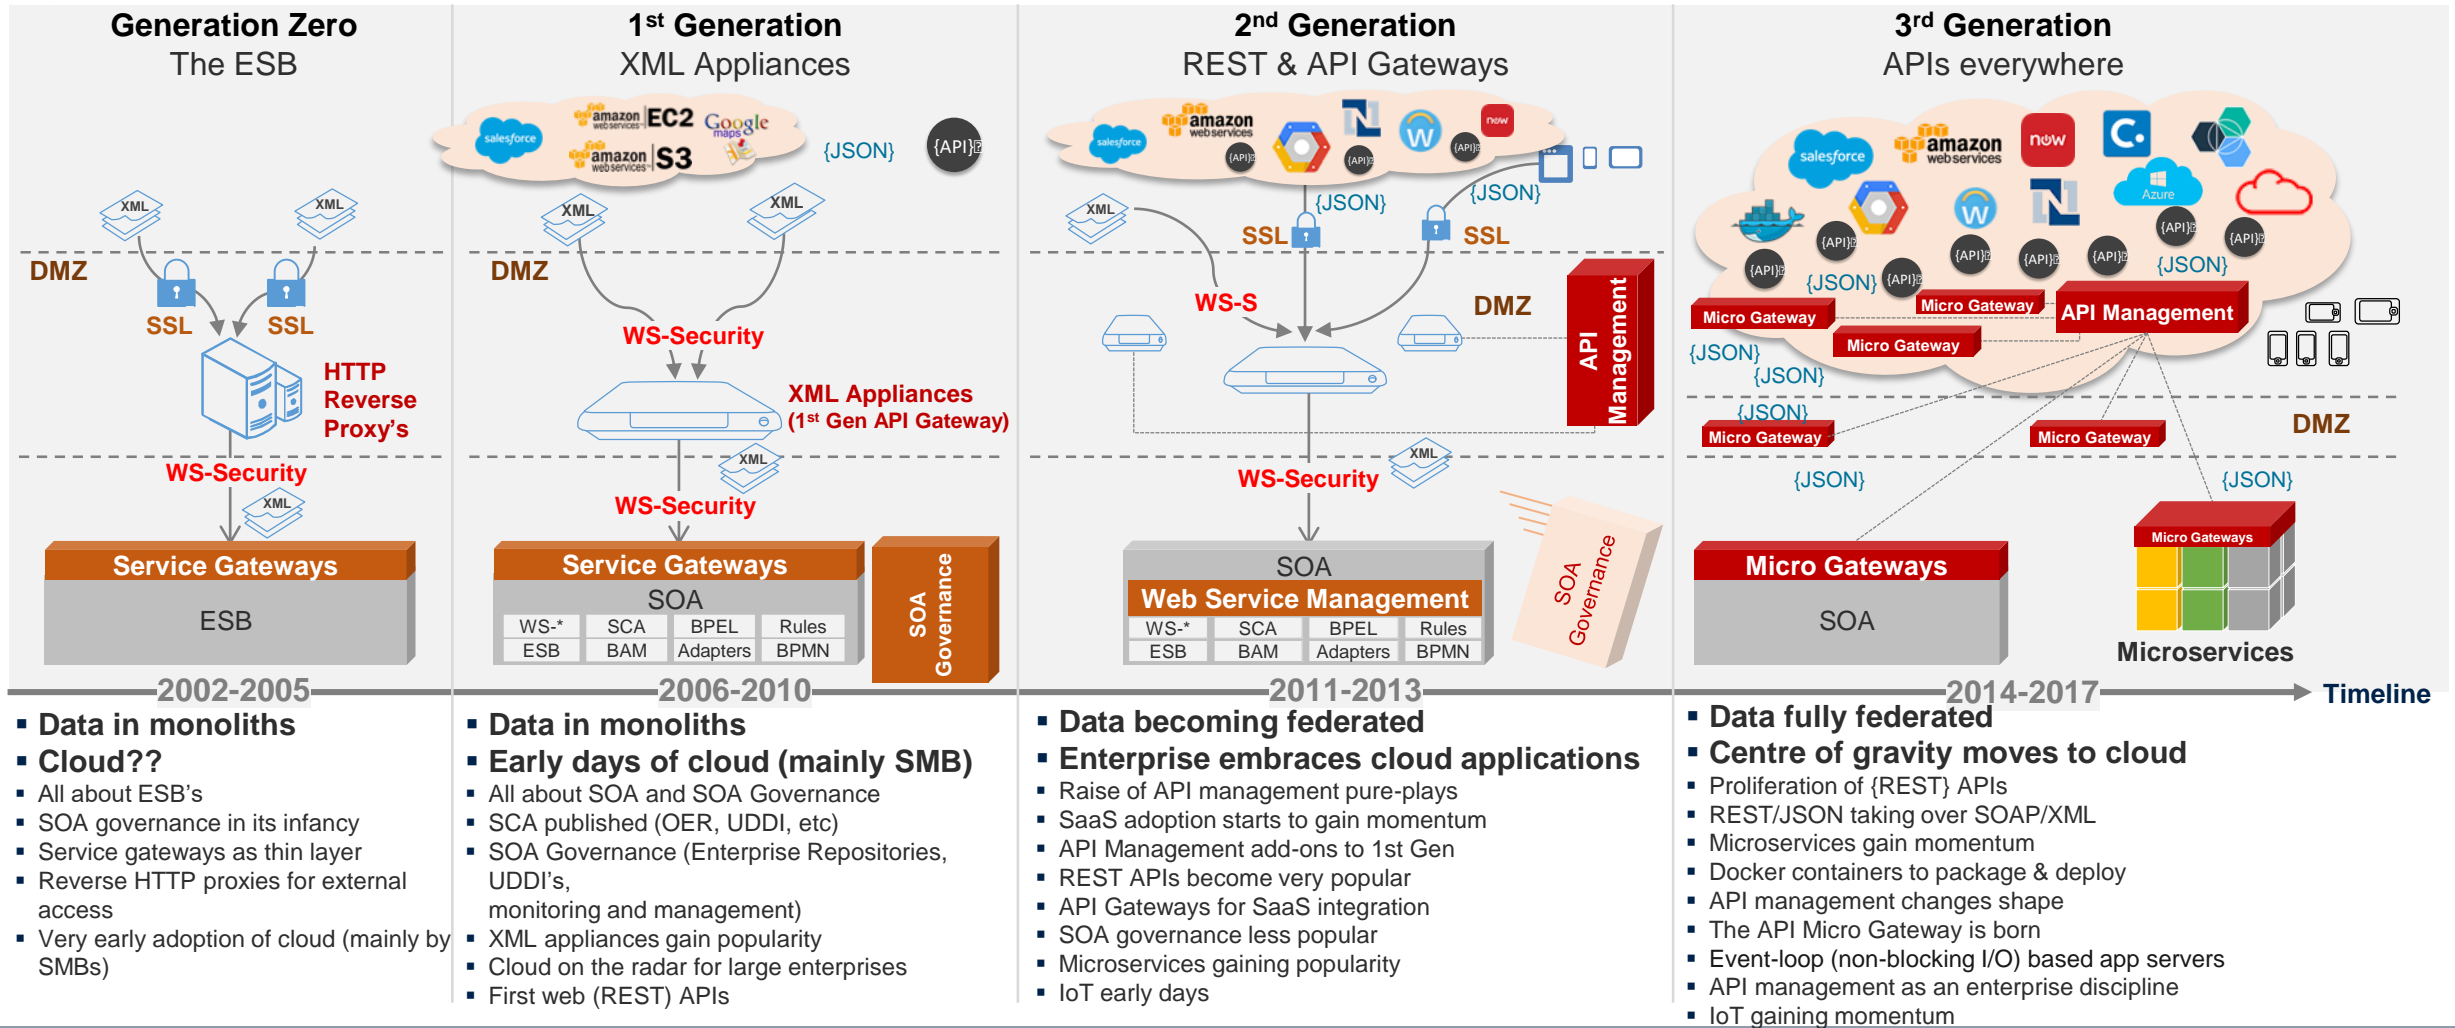 Generation Zero
The ESB
XML
XML
DMZ
SSL
SSL
HTTP
Reverse
Proxy's
WS-Security
XML
Service Gateways
ESB
2002-2005
Data in monoliths
Cloud??
All about ESB's
SOA governance in its infancy
Service gateways as thin layer
Reverse HTTP proxies for external
access
Very early adoption of cloud (mainly by
SMBs)
1st Generation
XML Appliances
salesforce
amazon
webservices
EC2
Google
maps
amazon
webservices
S3
{JSON}
{API}
XML
XML
DMZ
WS-Security
XML Appliances
(1st Gen API Gateway)
XML
WS-Security
Service Gateways
SOA
WS-* SCA BPEL Rules
ESB BAM Adapters BPMN
SOA
Governance
2006-2010
Data in monoliths
Early days of cloud (mainly SMB)
All about SOA and SOA Governance
SCA published (OER, UDDI, etc)
SOA Governance (Enterprise Repositories,
UDDI's,
monitoring and management)
XML appliances gain popularity
Cloud on the radar for large enterprises
First web (REST) APIs
2nd Generation
REST & API Gateways
salesforce
amazon
webservices
N
W
now
{API}
{API}
{API}
{JSON}
{JSON}
XML
SSL
SSL
WS-S
DMZ
API
Management
XML
WS-Security
SOA
Web Service Management
WS-* SCA BPEL Rules
ESB BAM Adapters BPMN
SOA
Governance
2011-2013
Data becoming federated
Enterprise embraces cloud applications
Raise of API management pure-plays
SaaS adoption starts to gain momentum
API Management add-ons to 1st Gen
REST APIs become very popular
API Gateways for SaaS integration
SOA governance less popular
Microservices gaining popularity
IoT early days
3rd Generation
APIs everywhere
salesforce
amazon
webservices
now
C.
W
N
Azure
{API}
{API}
{API}
{API}
{API}
{API}
{API}
{API}
{JSON}
{JSON}
Micro Gateway
Micro Gateway
API Management
Micro Gateway
{JSON}
{JSON}
{JSON}
Micro Gateway
Micro Gateway
DMZ
{JSON}
{JSON}
Micro Gateways
SOA
Micro Gateways
Microservices
2014-2017
Timeline
Data fully federated
Centre of gravity moves to cloud
Proliferation of {REST} APIs
REST/JSON taking over SOAP/XML
Microservices gain momentum
Docker containers to package & deploy
API management changes shape
The API Micro Gateway is born
Event-loop (non-blocking I/O) based app servers
API management as an enterprise discipline
IoT gaining momentum